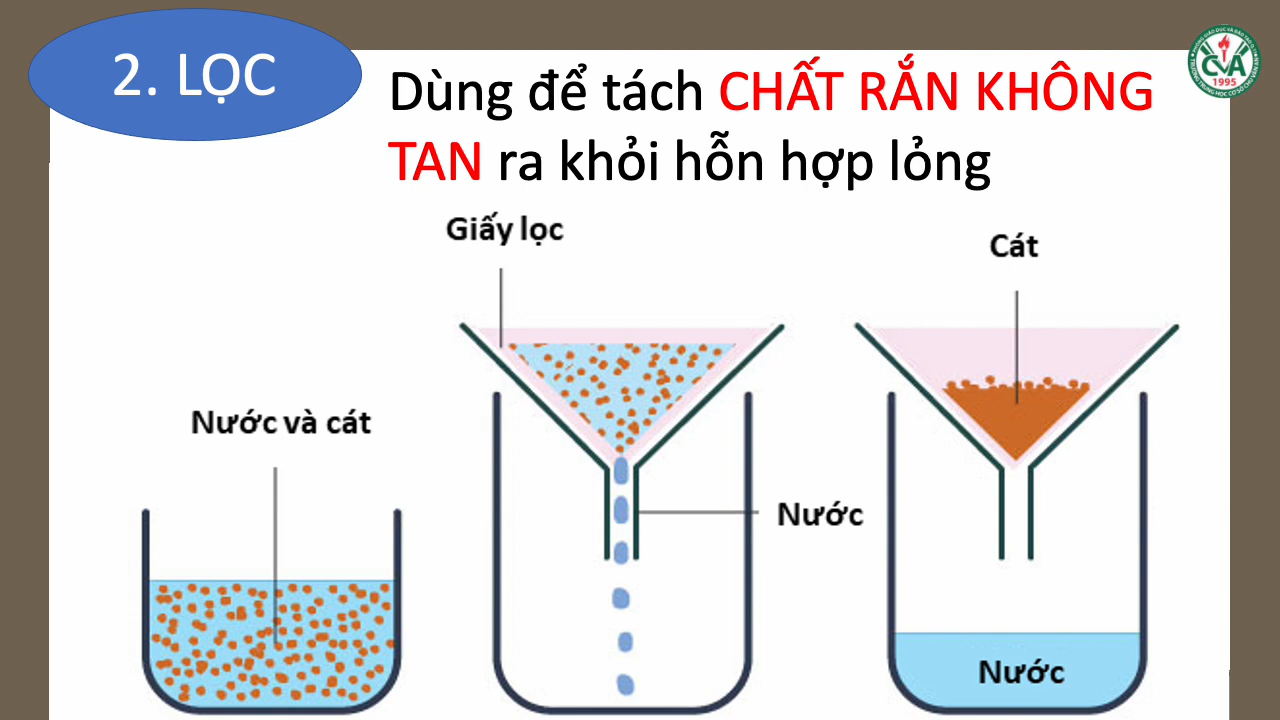 2. LỌC
Dùng để tách CHẤT RẮN KHÔNG
TAN ra khỏi hỗn hợp lỏng
Giấy lọc
Cát
Nước và cát
Nước
Nước
CVA
1995